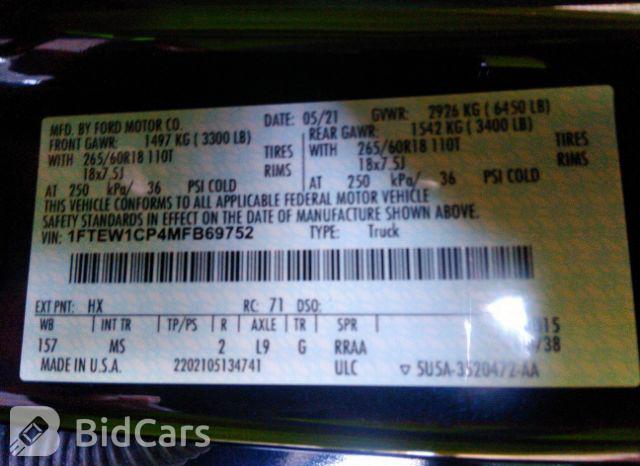 MFD. BY FORD MOTOR CO.
DATE: 05/21 GVWR: 2926 KG ( 6450 LB)
FRONT GAWR: 1497 KG ( 3300 LB) REAR GAWR: 1542 KG ( 3400 LB)
WITH 265/60R18 110T TIRES WITH 265/60R18 110T TIRES
18x7.5J RIMS 18x7.5J RIMS
AT 250 kPa/ 36 PSI COLD AT 250 kPa/ 36 PSI COLD
THIS VEHICLE CONFORMS TO ALL APPLICABLE FEDERAL MOTOR VEHICLE
SAFETY STANDARDS IN EFFECT ON THE DATE OF MANUFACTURE SHOWN ABOVE.
VIN: 1FTEW1CP4MFB69752 TYPE: Truck
EXT PNT: HX RC: 71 DSO:
WB INT TR TP/PS R AXLE TR SPR
157 MS 2 L9 G RRAA
MADE IN U.S.A. 2202105134741 ULC ▽ 5U5A-3520472-AA
BidCars